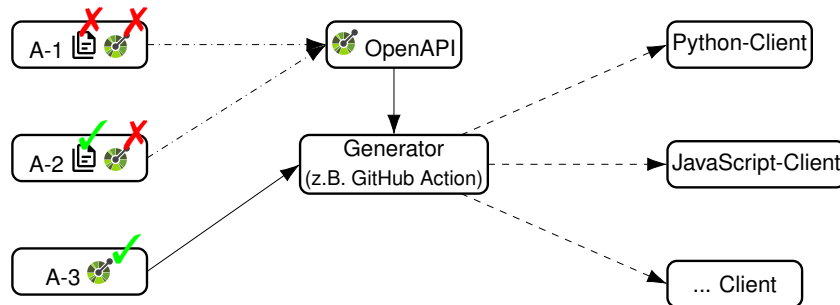 A-1
OpenAPI
Python-Client
A-2
Generator
(z.B. GitHub Action)
JavaScript-Client
A-3
... Client